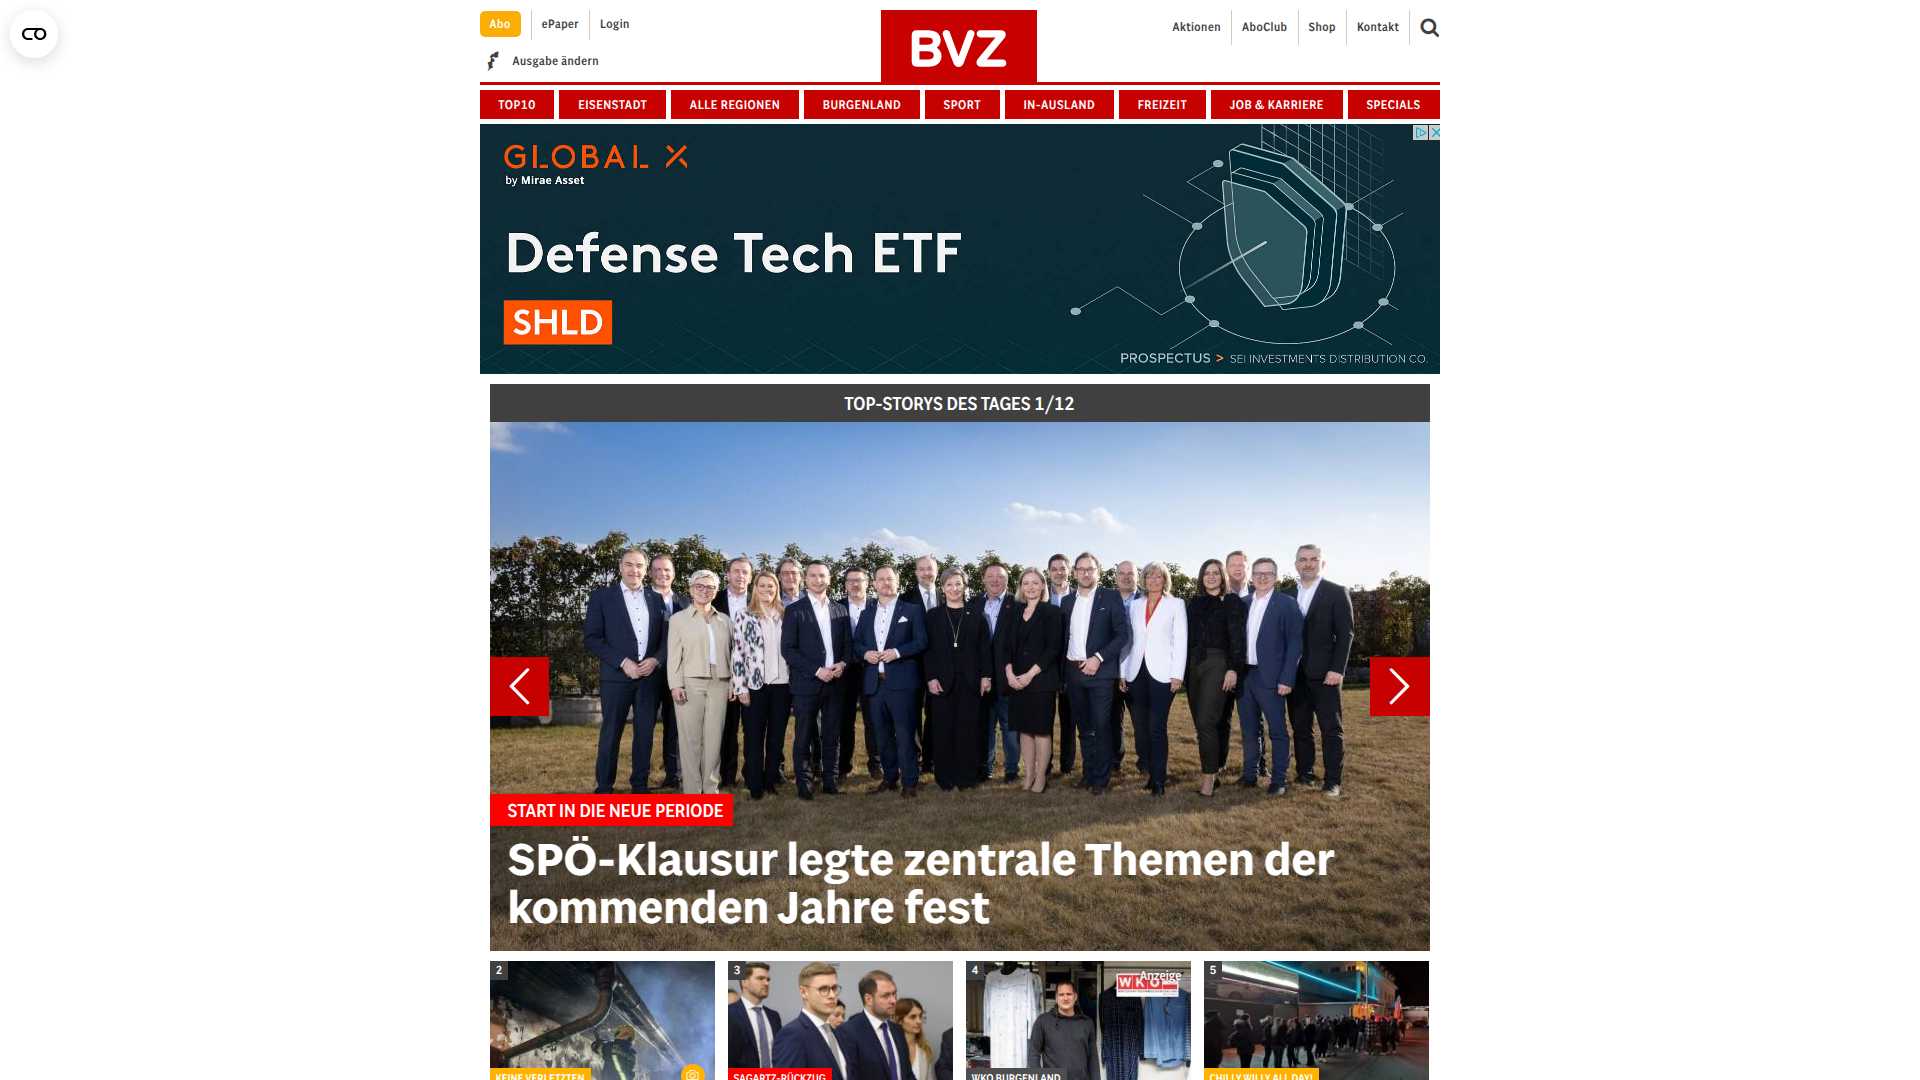 Abo
ePaper
Login
Ausgabe ändern
BVZ
Aktionen
AboClub
Shop
Kontakt
TOP10
EISENSTADT
ALLE REGIONEN
BURGENLAND
SPORT
IN-AUSLAND
FREIZEIT
JOB & KARRIERE
SPECIALS
GLOBAL X
by Mirae Asset
Defense Tech ETF
SHLD
PROSPECTUS > SEI INVESTMENTS DISTRIBUTION CO.
TOP-STORYS DES TAGES 1/12
START IN DIE NEUE PERIODE
SPÖ-Klausur legte zentrale Themen der
kommenden Jahre fest
2
KEINE VERLETZTEN
3
SAGARTZ-RÜCKZUG
4
Anzeige
WKO
WKO BURGENLAND
5
CHILLY WILLY ALL DAY!